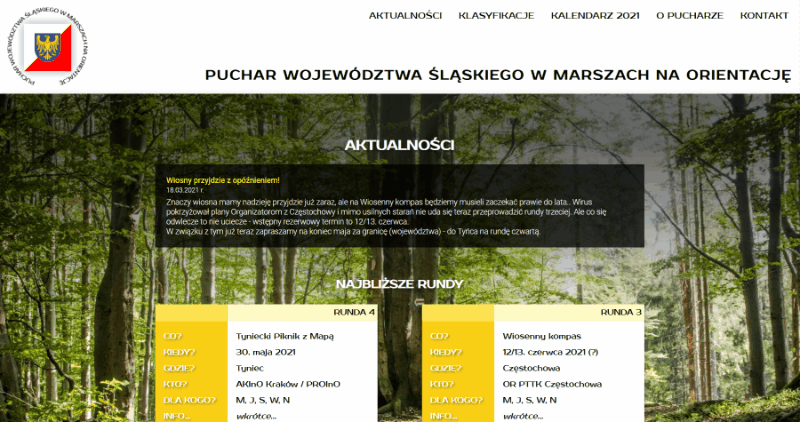 PUCHAR WOJEWÓDZTWA ŚLĄSKIEGO W MARSZACH NA ORIENTACJĘ
AKTUALNOŚCI KLASYFIKACJE KALENDARZ 2021 O PUCHARZE KONTAKT
PUCHAR WOJEWÓDZTWA ŚLĄSKIEGO W MARSZACH NA ORIENTACJĘ
AKTUALNOŚCI
Wiosny przyjdzie z opóźnieniem!
18.03.2021 r.
Znaczy wiosna mamy nadzieję przyjdzie już zaraz, ale na Wiosenny kompas będziemy musieli zaczekać prawie do lata.. Wirus
pokrzyżował plany Organizatorom z Częstochowy i mimo usilnych starań nie uda się teraz przeprowadzić rundy trzeciej. Ale co się
odwlecze to nie uciecze - wstępny rezerwowy termin to 12/13. czerwca.
W związku z tym już teraz zapraszamy na koniec maja za granicę (województwa) - do Tyńca na rundę czwartą.
NAJBLIŻSZE RUNDY
RUNDA 4
CO? Tyniecki Piknik z Mapą
KIEDY? 30. maja 2021
GDZIE? Tyniec
KTO? AKInO Kraków / PROInO
DLA KOGO? M, J, S, W, N
INFO... wkrótce...
RUNDA 3
CO? Wiosenny kompas
KIEDY? 12/13. czerwca 2021 (?)
GDZIE? Częstochowa
KTO? OR PTTK Częstochowa
DLA KOGO? M, J, S, W, N
INFO... wkrótce...